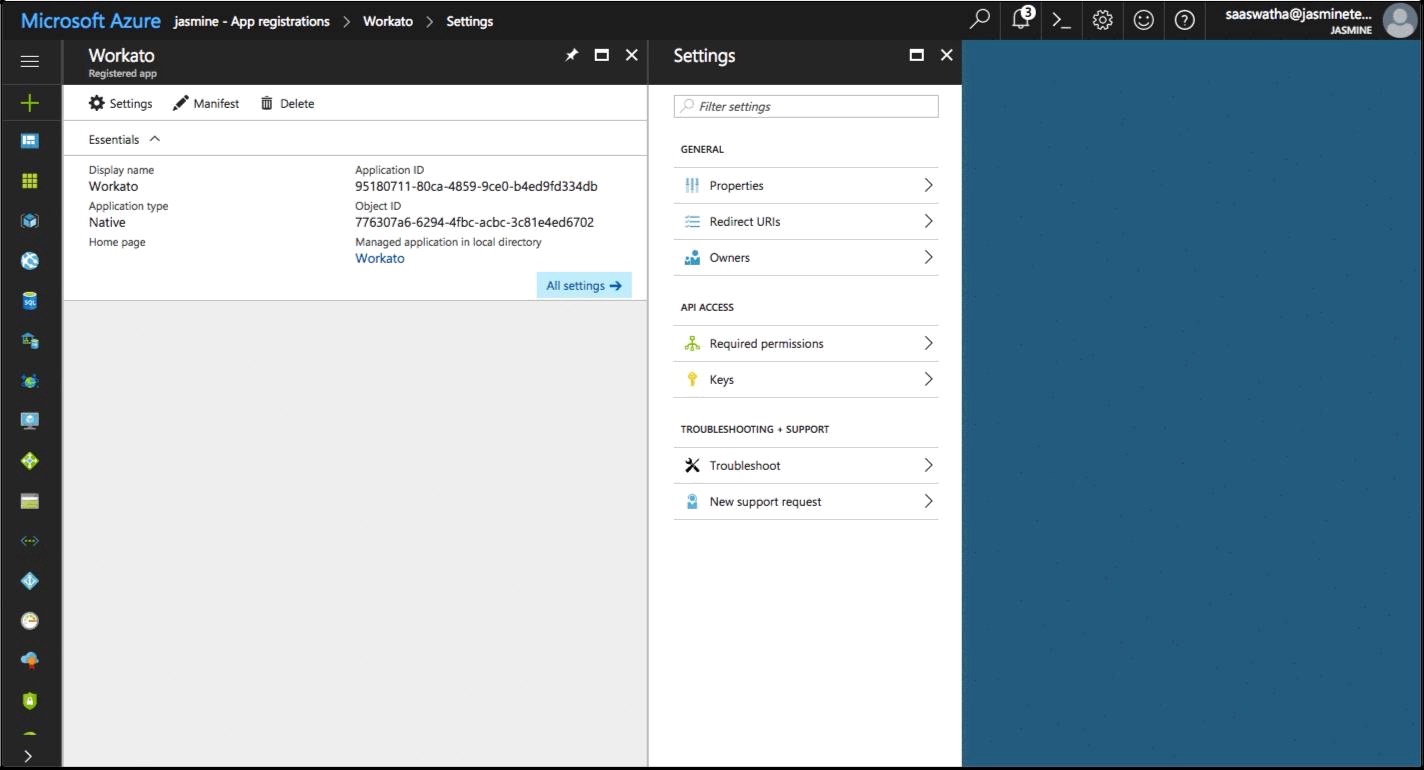 Microsoft Azure jasmine - App registrations > Workato > Settings
3
>_
saaswatha@jasminete...
JASMINE
Workato
Registered app
Settings Manifest Delete
Essentials
Display name
Workato
Application type
Native
Home page
Application ID
95180711-80ca-4859-9ce0-b4ed9fd334db
Object ID
776307a6-6294-4fbc-acbc-3c81e4ed6702
Managed application in local directory
Workato
All settings
Settings
Filter settings
GENERAL
Properties
Redirect URIs
Owners
API ACCESS
Required permissions
Keys
TROUBLESHOOTING + SUPPORT
Troubleshoot
New support request
SQL